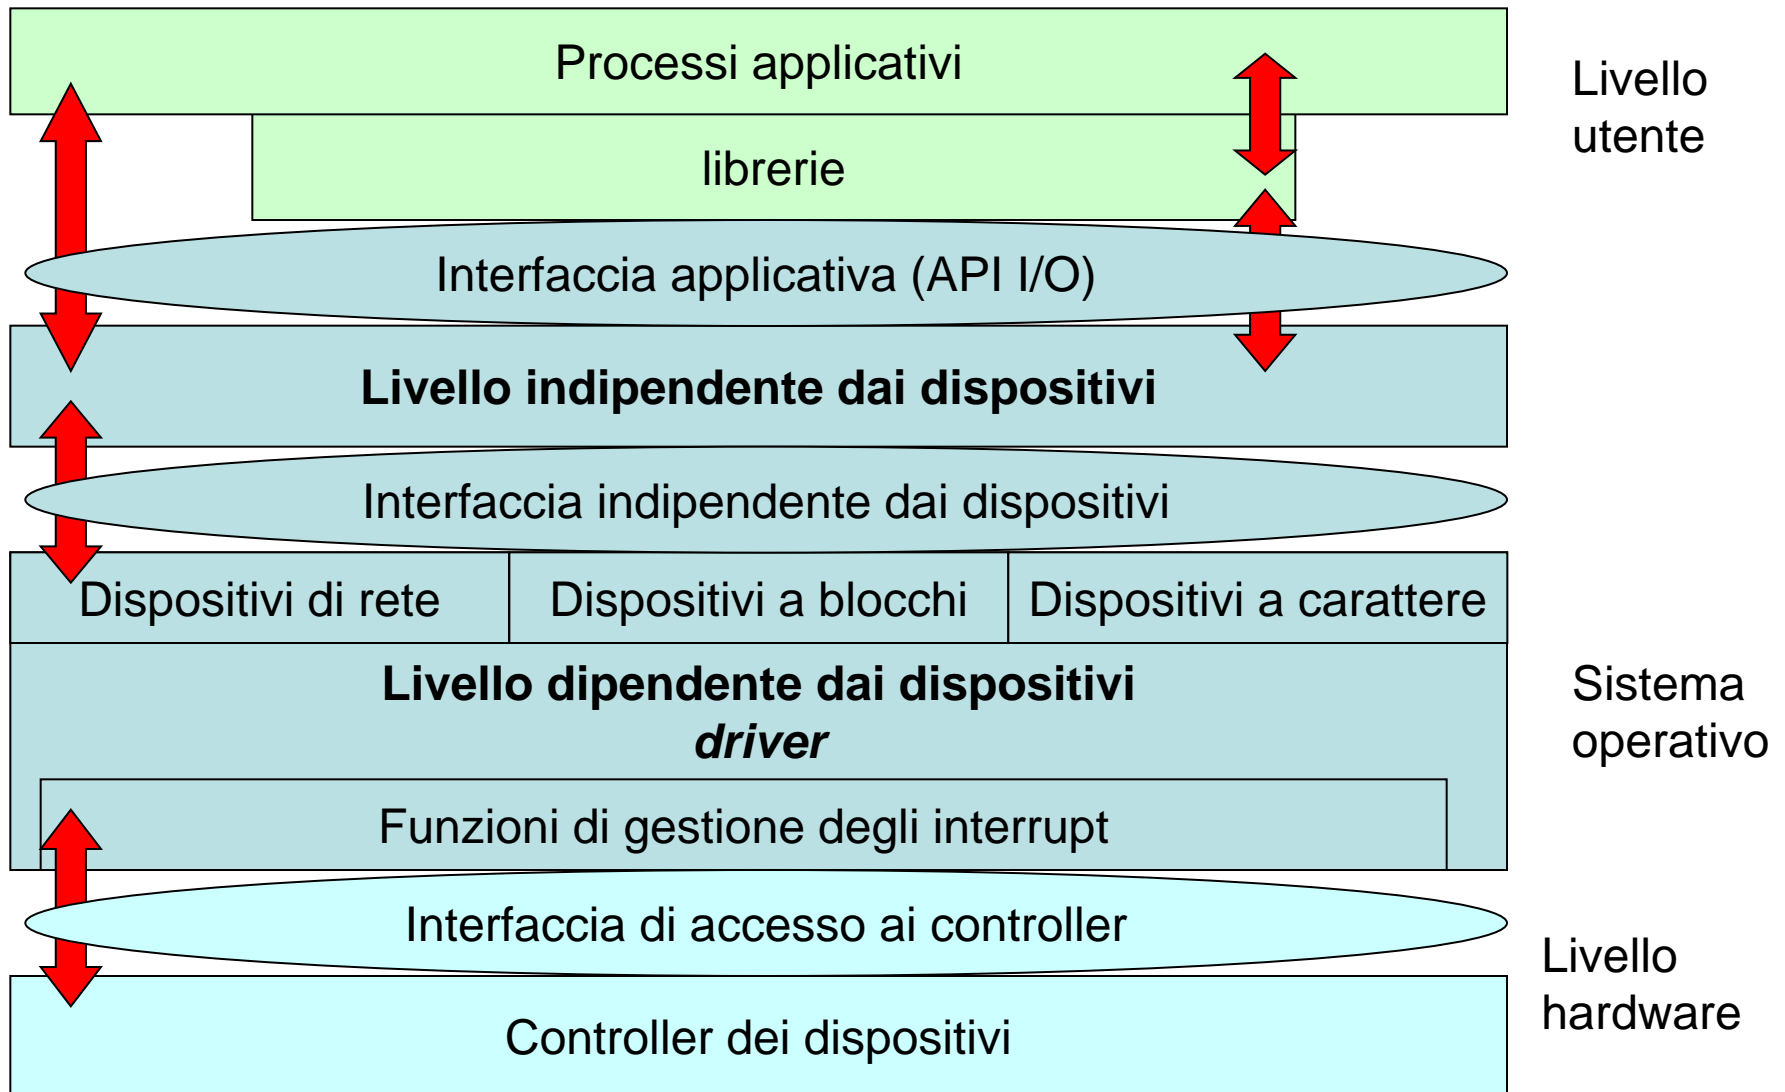 Processi applicativi
Livello
utente
librerie
Interfaccia applicativa (API I/O)
Livello indipendente dai dispositivi
Interfaccia indipendente dai dispositivi
Dispositivi di rete
Dispositivi a blocchi
Dispositivi a carattere
Livello dipendente dai dispositivi
driver
Sistema
operativo
Funzioni di gestione degli interrupt
Interfaccia di accesso ai controller
Livello
hardware
Controller dei dispositivi